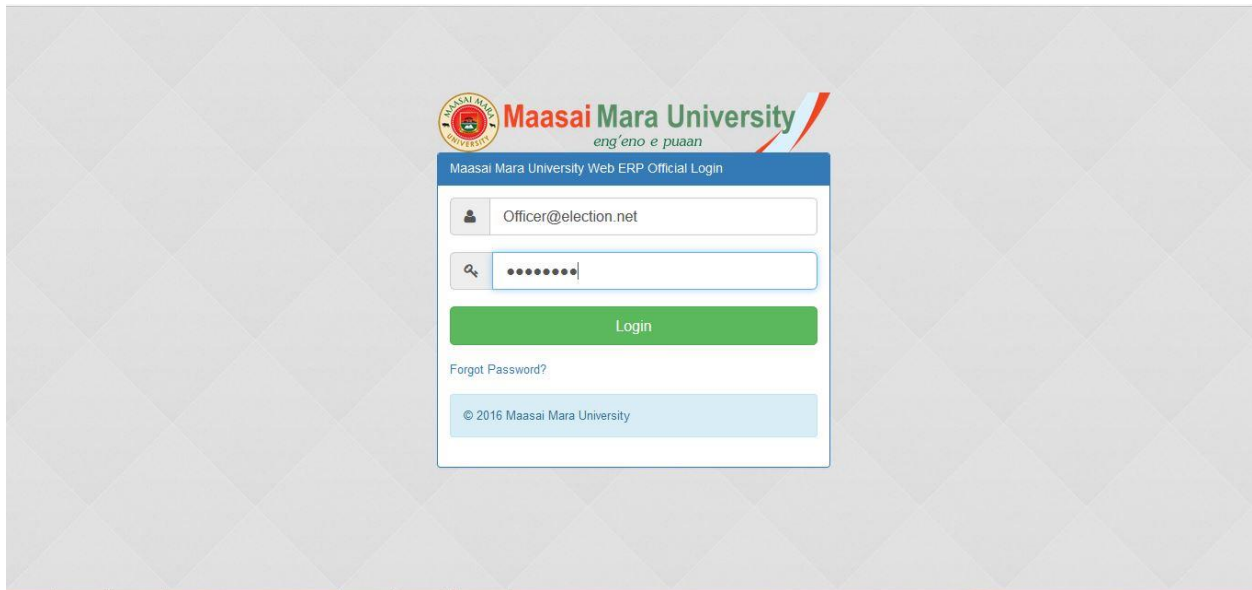 MAASAI MARA
UNIVERSITY
Maasai Mara University
eng'eno e puaan
Maasai Mara University Web ERP Official Login
Officer@election.net
••••••••
Login
Forgot Password?
© 2016 Maasai Mara University